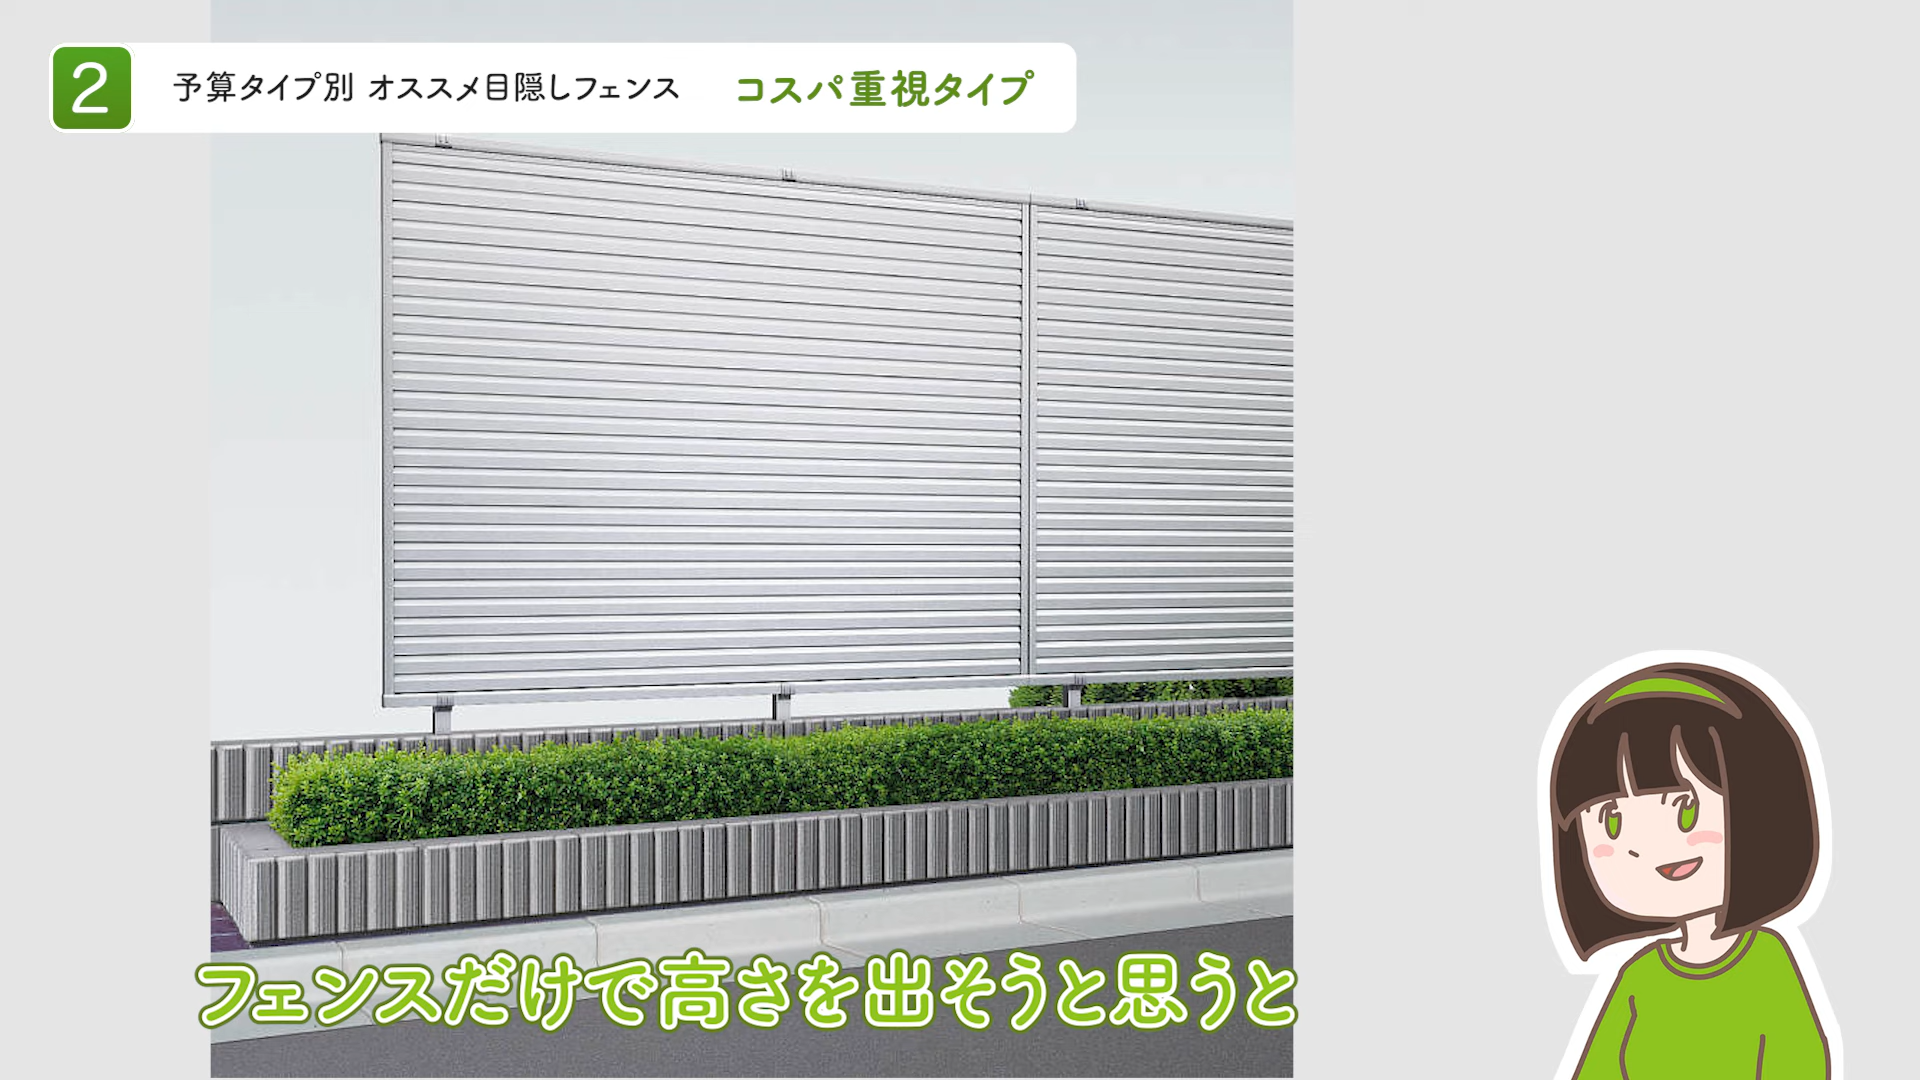 2
予算タイプ別 オススメ目隠しフェンス コスパ重視タイプ
フェンスだけで高さを出そうと思うと